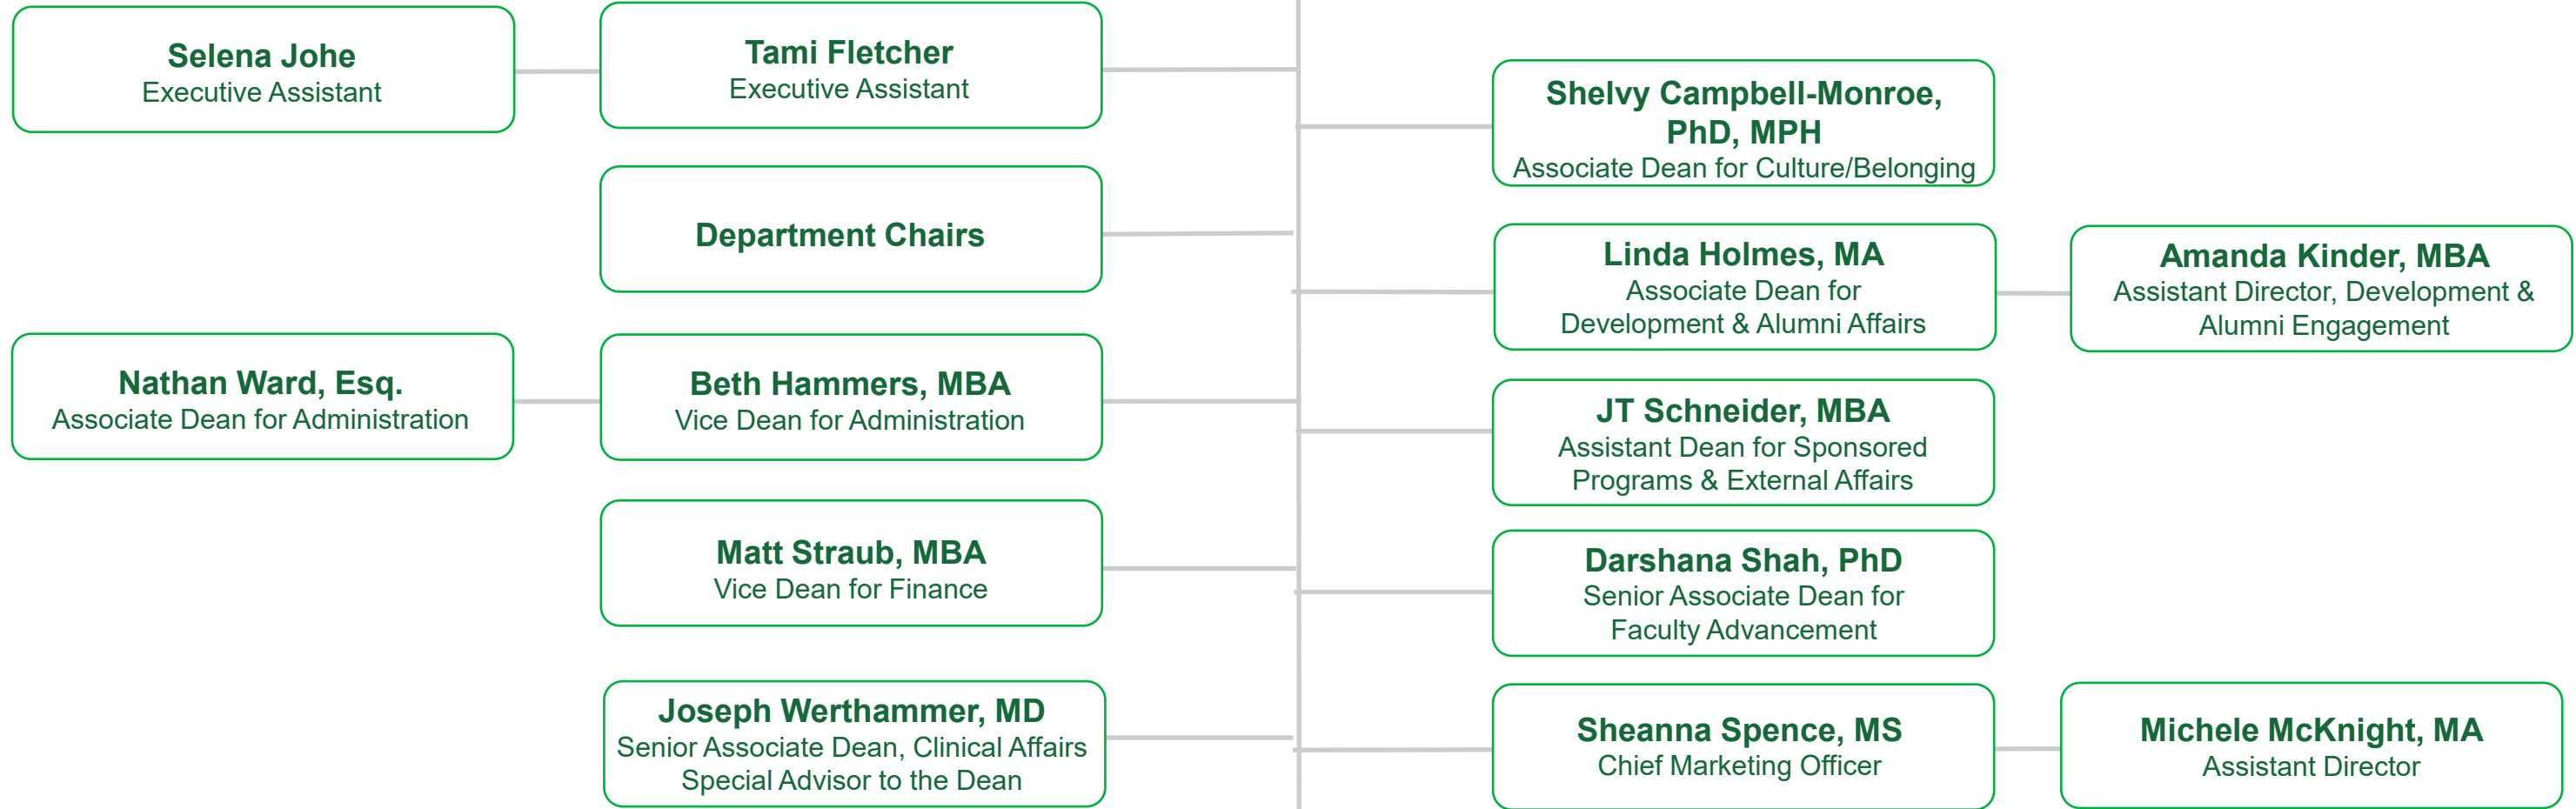 Selena Johe
Executive Assistant
Tami Fletcher
Executive Assistant
Shelvy Campbell-Monroe,
PhD, MPH
Associate Dean for Culture/Belonging
Department Chairs
Linda Holmes, MA
Associate Dean for
Development & Alumni Affairs
Amanda Kinder, MBA
Assistant Director, Development &
Alumni Engagement
Nathan Ward, Esq.
Associate Dean for Administration
Beth Hammers, MBA
Vice Dean for Administration
JT Schneider, MBA
Assistant Dean for Sponsored
Programs & External Affairs
Matt Straub, MBA
Vice Dean for Finance
Darshana Shah, PhD
Senior Associate Dean for
Faculty Advancement
Joseph Werthammer, MD
Senior Associate Dean, Clinical Affairs
Special Advisor to the Dean
Sheanna Spence, MS
Chief Marketing Officer
Michele McKnight, MA
Assistant Director